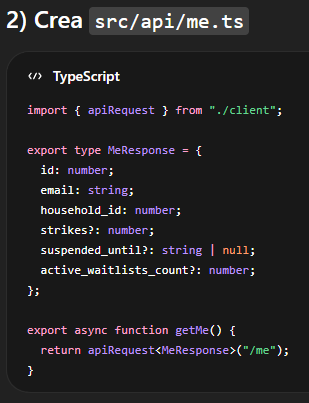 2) Crea src/api/me.ts
</> TypeScript
import { apiRequest } from "./client";
export type MeResponse = {
  id: number;
  email: string;
  household_id: number;
  strikes?: number;
  suspended_until?: string | null;
  active_waitlists_count?: number;
};
export async function getMe() {
  return apiRequest<MeResponse>("/me");
}